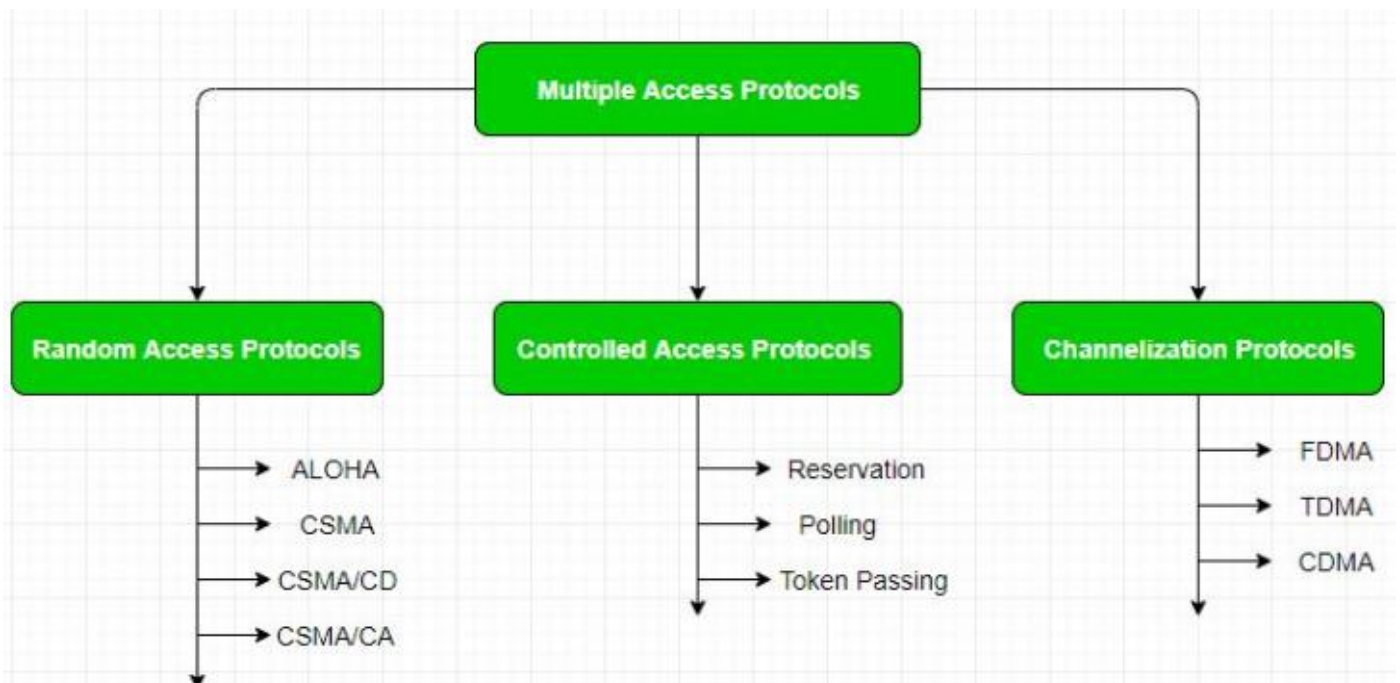 Multiple Access Protocols
Random Access Protocols
Controlled Access Protocols
Channelization Protocols
ALOHA
CSMA
CSMA/CD
CSMA/CA
Reservation
Polling
Token Passing
FDMA
TDMA
CDMA